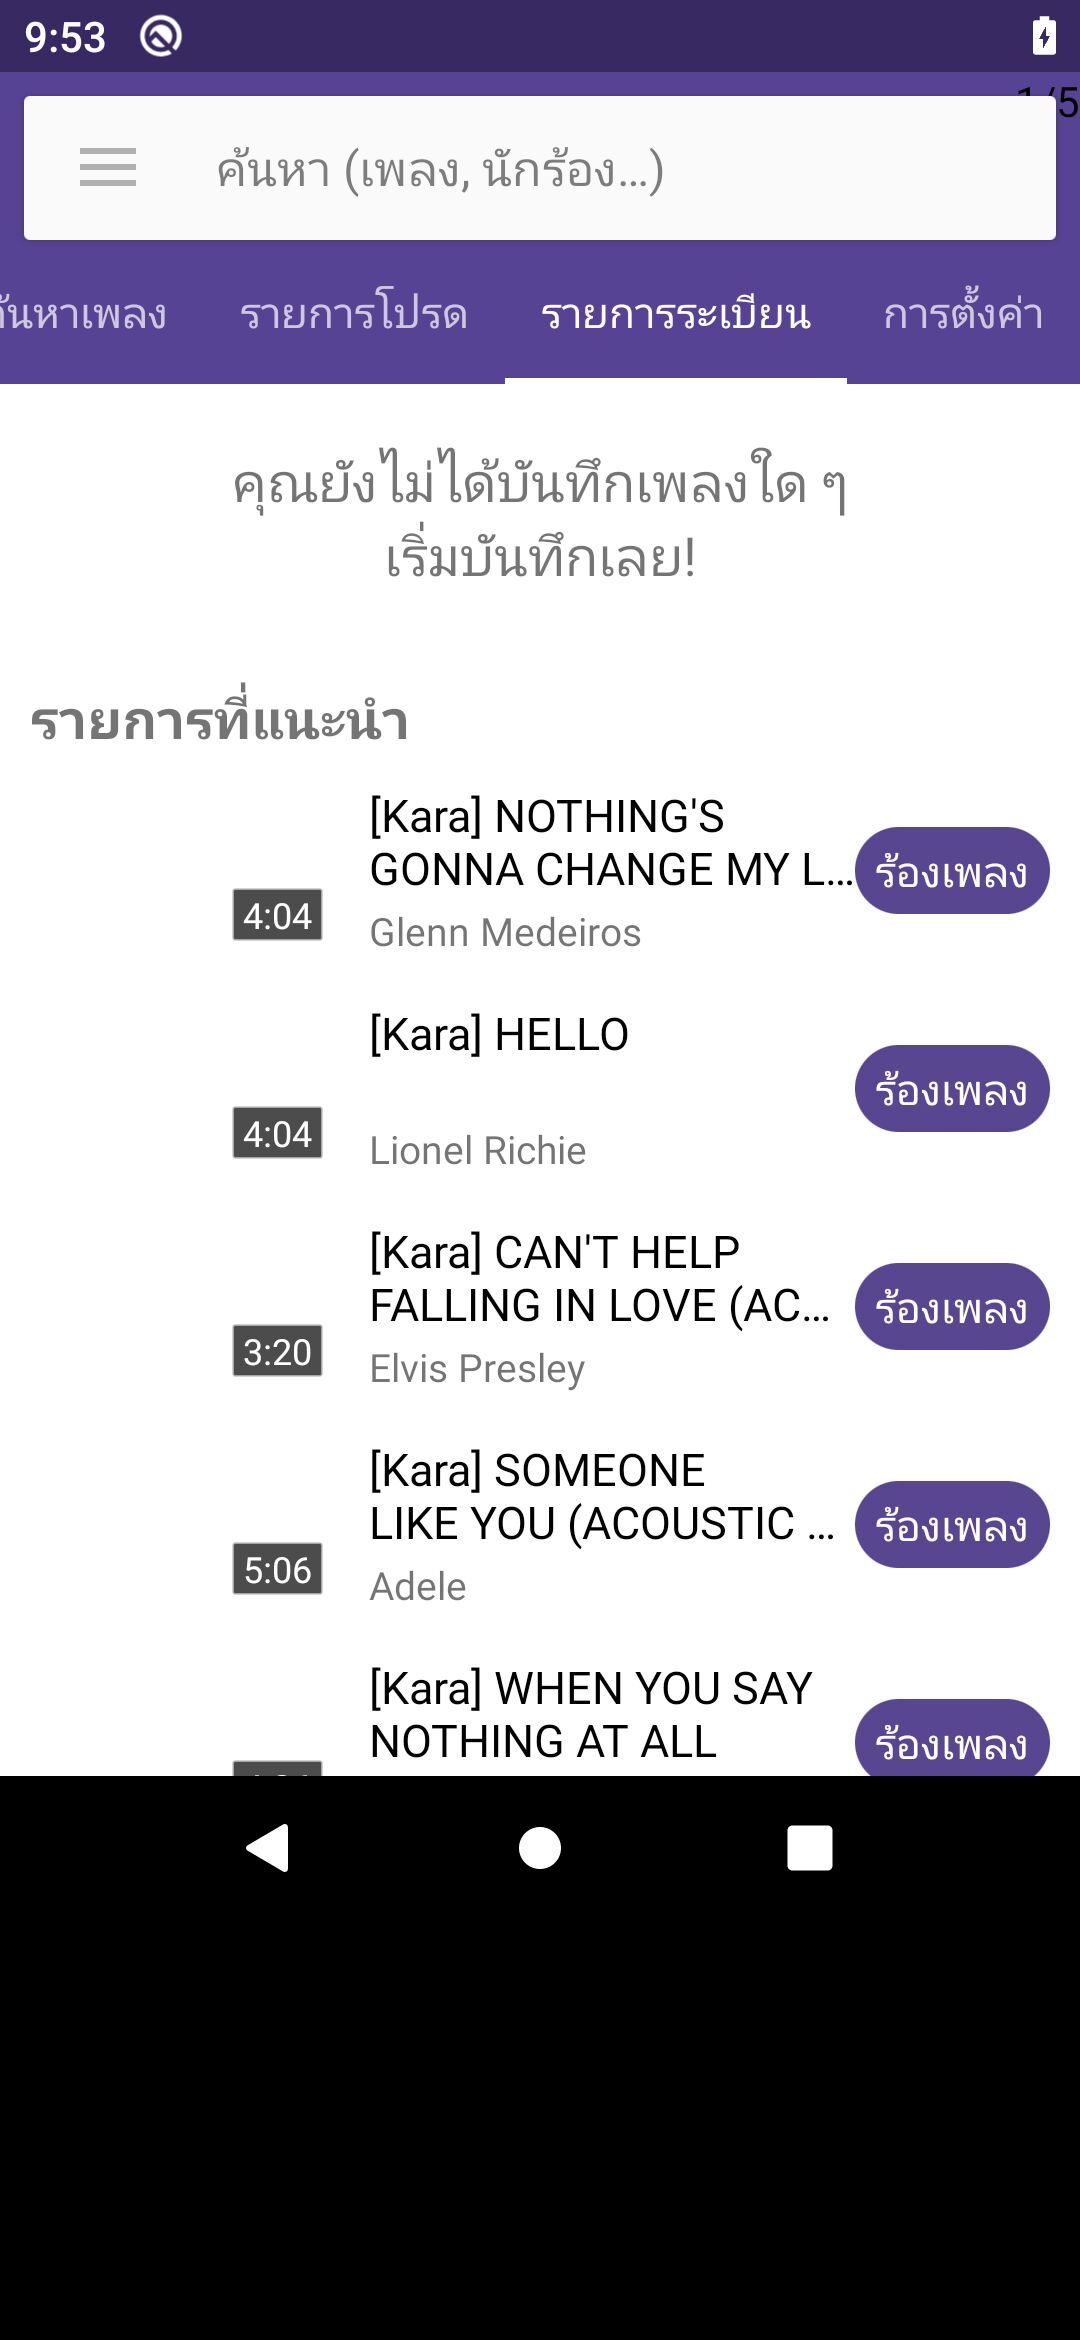 9:53
1/5
ค้นหา (เพลง, นักร้อง...)
ค้นหาเพลง
รายการโปรด
รายการระเบียน
การตั้งค่า
คุณยังไม่ได้บันทึกเพลงใด ๆ
เริ่มบันทึกเลย!
รายการที่แนะนำ
[Kara] NOTHING'S
GONNA CHANGE MY L...
ร้องเพลง
4:04
Glenn Medeiros
[Kara] HELLO
ร้องเพลง
4:04
Lionel Richie
[Kara] CAN'T HELP
FALLING IN LOVE (AC...
ร้องเพลง
3:20
Elvis Presley
[Kara] SOMEONE
LIKE YOU (ACOUSTIC ...
ร้องเพลง
5:06
Adele
[Kara] WHEN YOU SAY
NOTHING AT ALL
ร้องเพลง